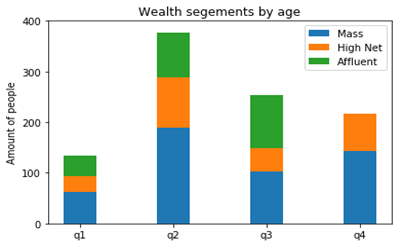 Wealth segements by age
Amount of people
400
300
200
100
0
q1 q2 q3 q4
Mass
High Net
Affluent